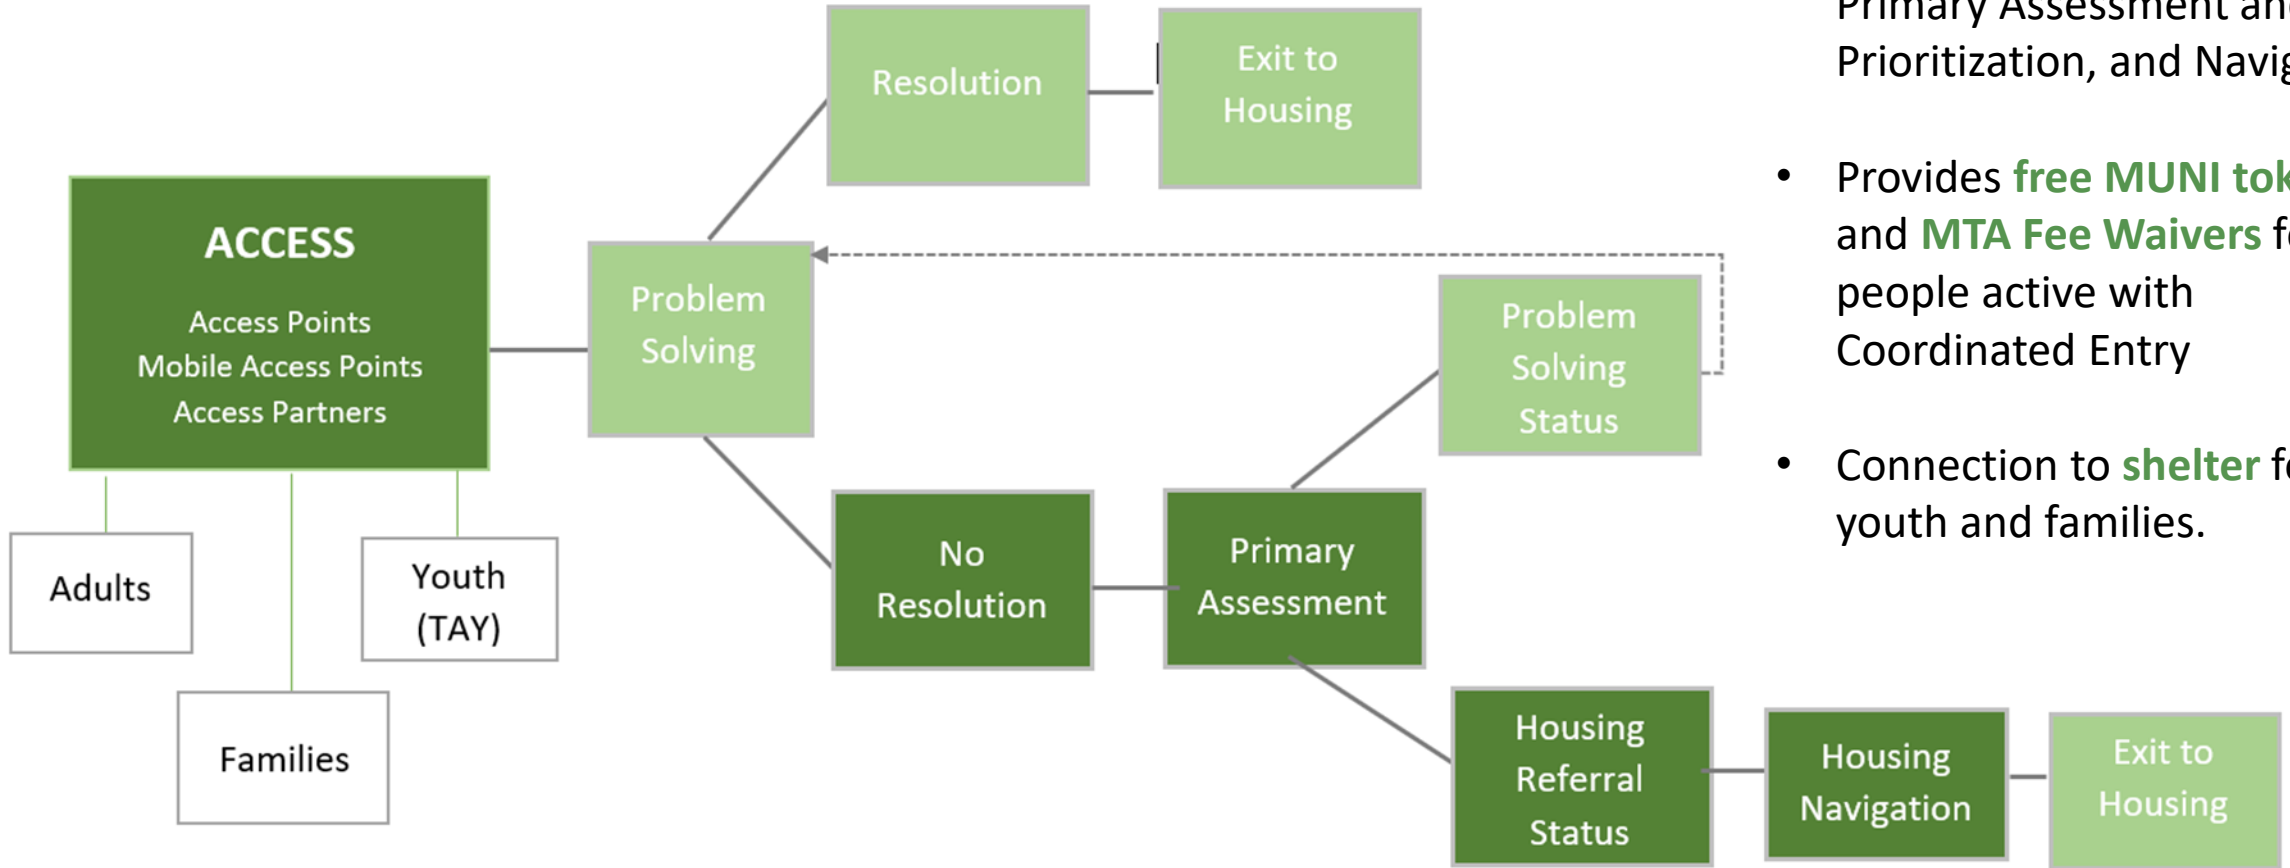 ACCESS
Access Points
Mobile Access Points
Access Partners
Adults
Families
Youth
(TAY)
Problem
Solving
Resolution
Exit to
Housing
No
Resolution
Primary
Assessment
Problem
Solving
Status
Housing
Referral
Status
Housing
Navigation
Exit to
Housing
Primary Assessment
Prioritization, and
• Provides free MUNI
and MTA Fee Waivers
people active with
Coordinated Entry
• Connection to shelter
youth and families.